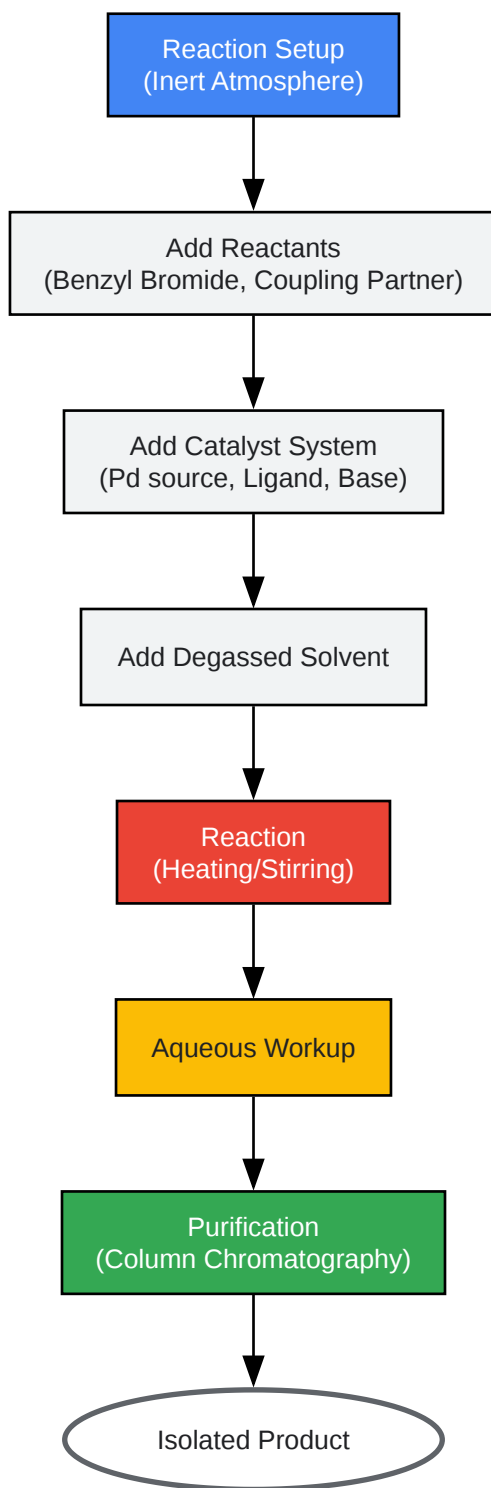 Reaction Setup
(Inert Atmosphere)
Add Reactants
(Benzyl Bromide, Coupling Partner)
Add Catalyst System
(Pd source, Ligand, Base)
Add Degassed Solvent
Reaction
(Heating/Stirring)
Aqueous Workup
Purification
(Column Chromatography)
Isolated Product